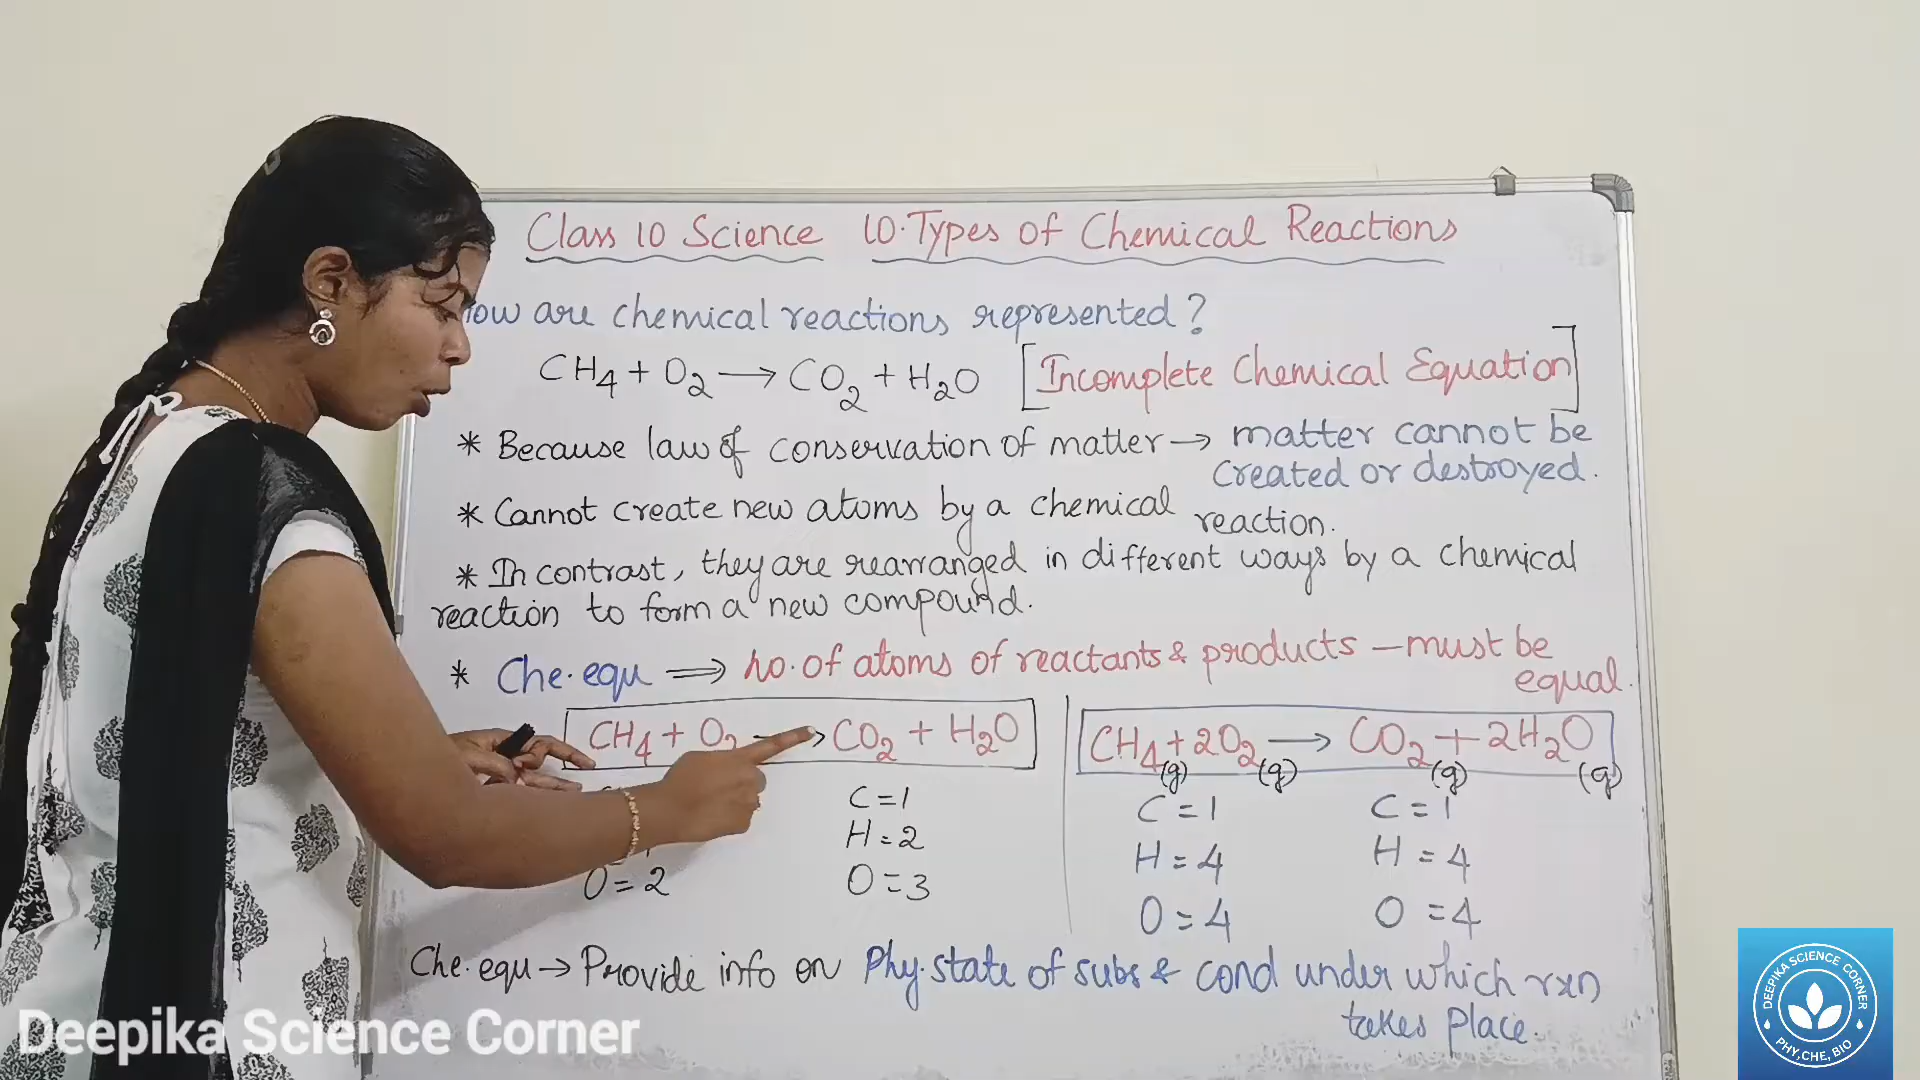 Class 10 Science 10.Types of Chemical Reactions
How are chemical reactions represented?
CH₄ + O₂ → CO₂ + H₂O [Incomplete Chemical Equation]
* Because law of conservation of matter → matter cannot be
created or destroyed.
* Cannot create new atoms by a chemical reaction.
* In contrast, they are rearranged in different ways by a chemical
reaction to form a new compound.
* Che.equ ⟹ no.of atoms of reactants & products – must be
equal.
CH₄ + O₂ → CO₂ + H₂O
C = 1
H = 2
O = 2 O = 3
CH₄(g) + 2O₂(g) → CO₂(g) + 2H₂O(g)
C = 1 C = 1
H = 4 H = 4
O = 4 O = 4
Che.equ → Provide info on Phy.state of subs & cond under which rxn
takes place.
Deepika Science Corner
DEEPIKA SCIENCE CORNER
PHY,CHE, BIO